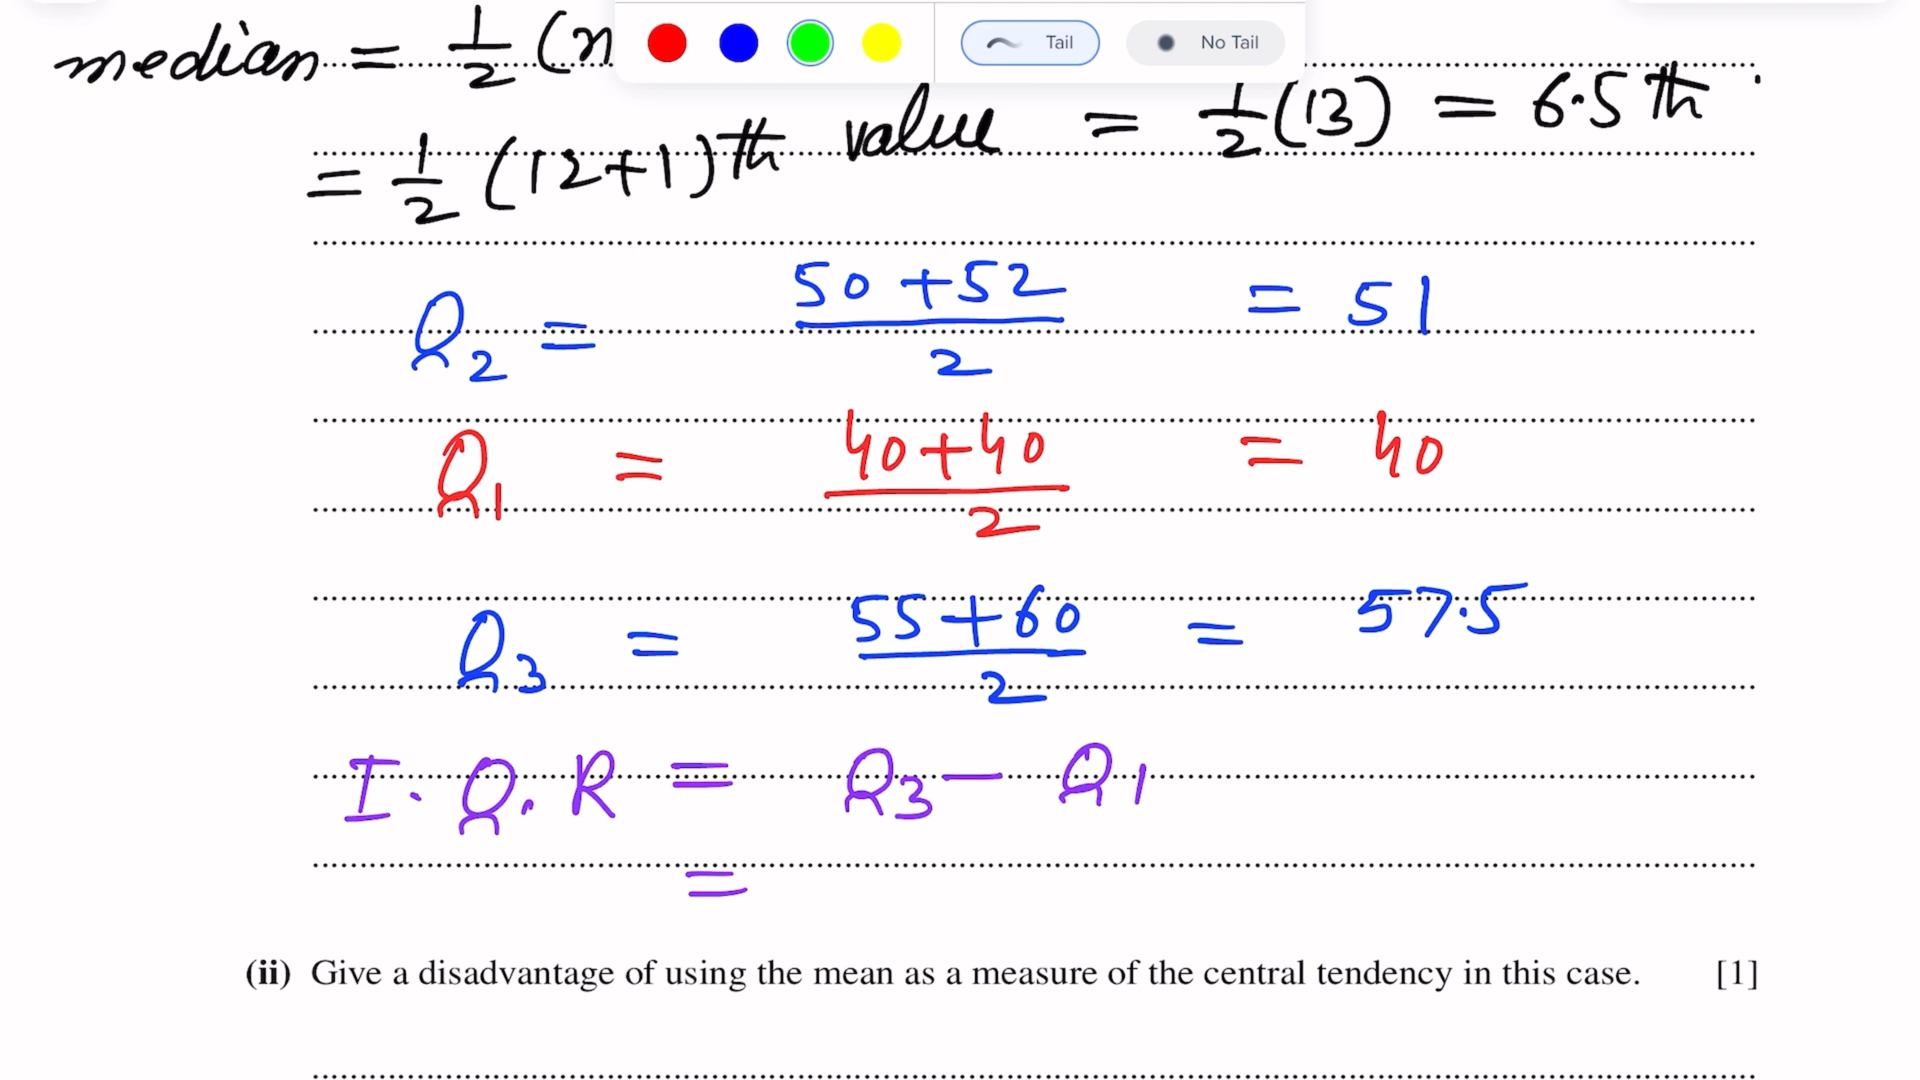 median = 1/2 (n
Tail
No Tail
= 1/2 (12+1)th value = 1/2 (13) = 6.5th
Q2 = 50+52/2 = 51
Q1 = 40+40/2 = 40
Q3 = 55+60/2 = 57.5
I.Q.R = Q3 - Q1
=
(ii) Give a disadvantage of using the mean as a measure of the central tendency in this case. [1]